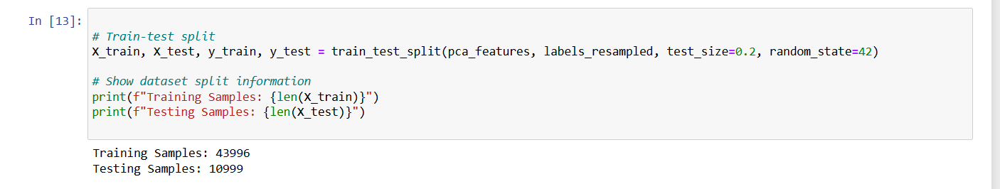 In [13]:
# Train-test split
X_train, X_test, y_train, y_test = train_test_split(pca_features, labels_resampled, test_size=0.2, random_state=42)
# Show dataset split information
print(f"Training Samples: {len(X_train)}")
print(f"Testing Samples: {len(X_test)}")
Training Samples: 43996
Testing Samples: 10999